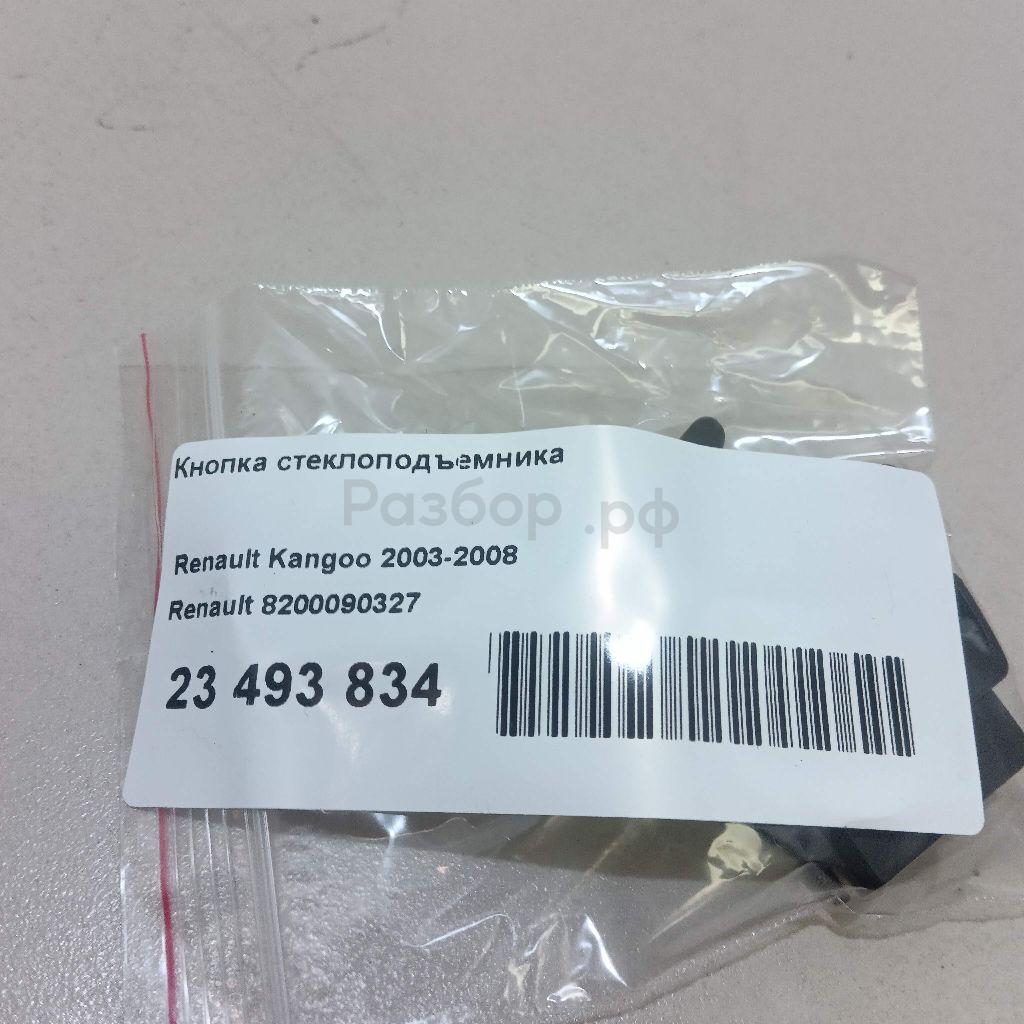 Кнопка стеклоподъемника
Разбор.рф
Renault Kangoo 2003-2008
Renault 8200090327
23 493 834